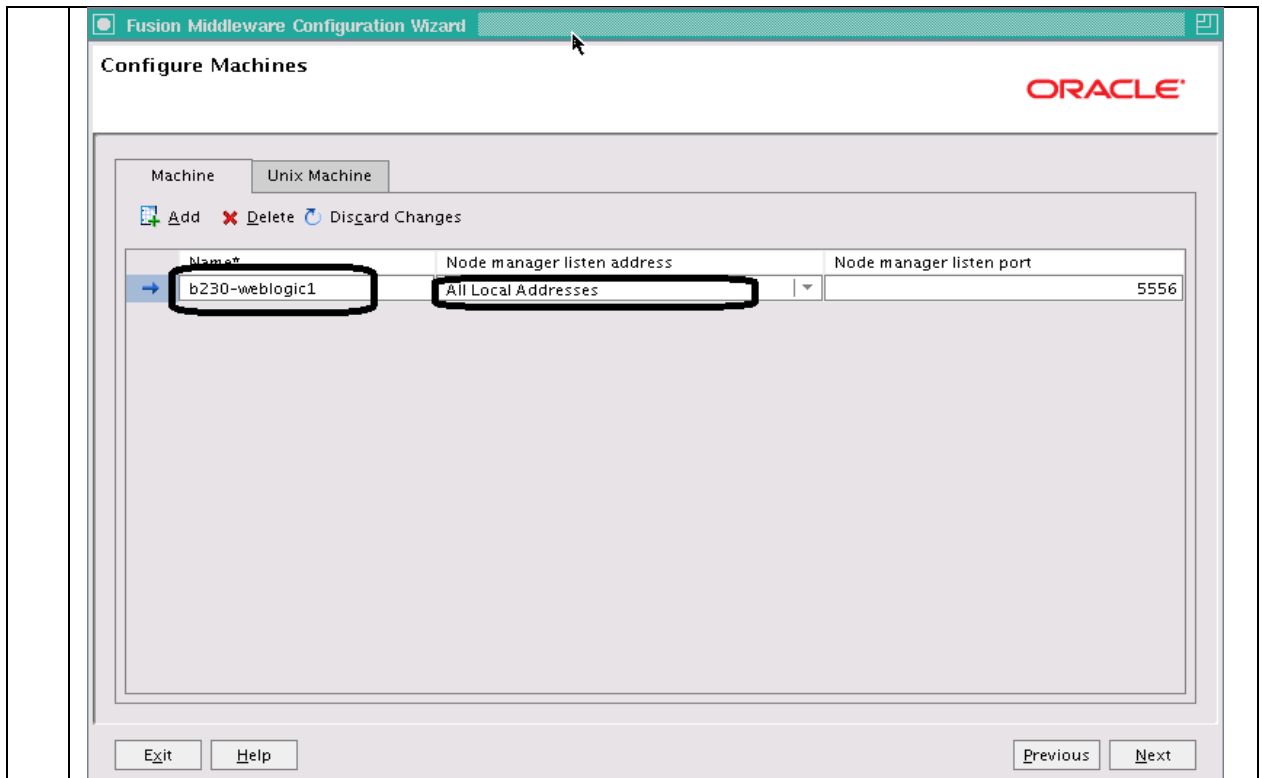 Fusion Middleware Configuration Wizard
Configure Machines
ORACLE
Machine Unix Machine
Add Delete Discard Changes
Name* Node manager listen address Node manager listen port
b230-weblogic1 All Local Addresses 5556
Exit Help Previous Next